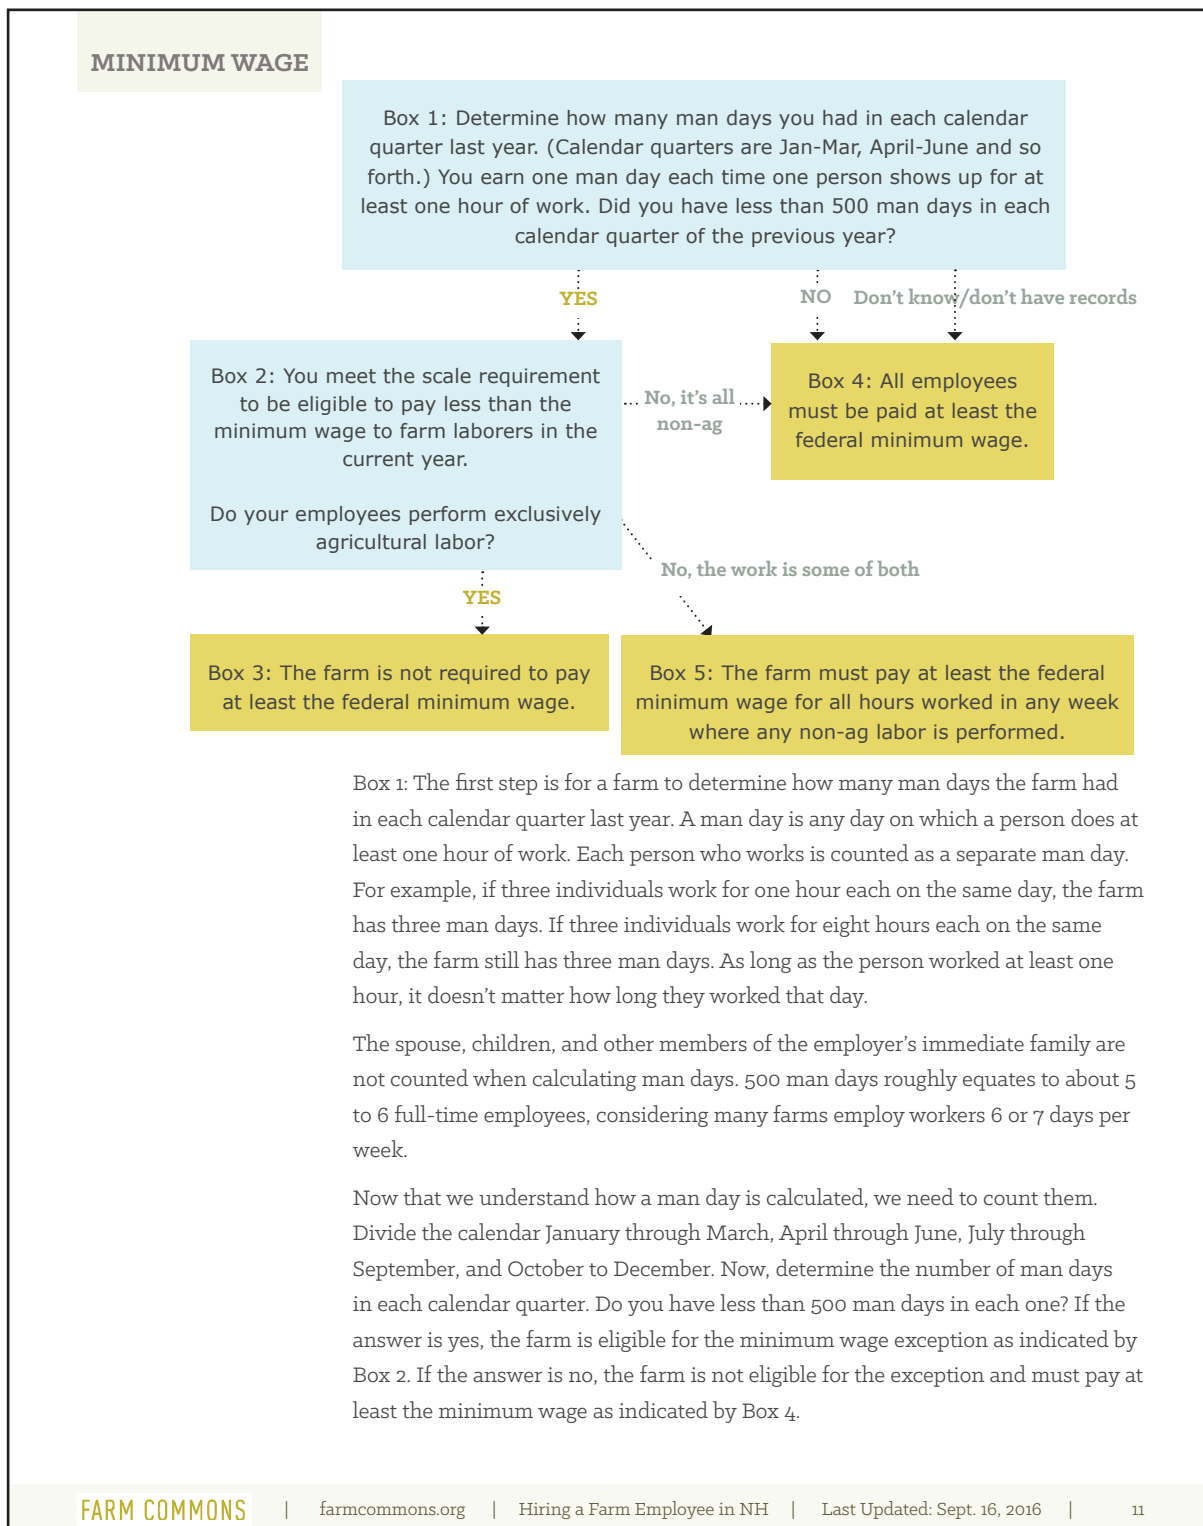 MINIMUM WAGE
Box 1: Determine how many man days you had in each calendar
quarter last year. (Calendar quarters are Jan-Mar, April-June and so
forth.) You earn one man day each time one person shows up for at
least one hour of work. Did you have less than 500 man days in each
calendar quarter of the previous year?
YES
NO
Don't know/don't have records
Box 2: You meet the scale requirement
to be eligible to pay less than the
minimum wage to farm laborers in the
current year.
Do your employees perform exclusively
agricultural labor?
No, it's all
non-ag
Box 4: All employees
must be paid at least the
federal minimum wage.
No, the work is some of both
YES
Box 3: The farm is not required to pay
at least the federal minimum wage.
Box 5: The farm must pay at least the federal
minimum wage for all hours worked in any week
where any non-ag labor is performed.
Box 1: The first step is for a farm to determine how many man days the farm had
in each calendar quarter last year. A man day is any day on which a person does at
least one hour of work. Each person who works is counted as a separate man day.
For example, if three individuals work for one hour each on the same day, the farm
has three man days. If three individuals work for eight hours each on the same
day, the farm still has three man days. As long as the person worked at least one
hour, it doesn't matter how long they worked that day.
The spouse, children, and other members of the employer's immediate family are
not counted when calculating man days. 500 man days roughly equates to about 5
to 6 full-time employees, considering many farms employ workers 6 or 7 days per
week.
Now that we understand how a man day is calculated, we need to count them.
Divide the calendar January through March, April through June, July through
September, and October to December. Now, determine the number of man days
in each calendar quarter. Do you have less than 500 man days in each one? If the
answer is yes, the farm is eligible for the minimum wage exception as indicated by
Box 2. If the answer is no, the farm is not eligible for the exception and must pay at
least the minimum wage as indicated by Box 4.
FARM COMMONS | farmcommons.org | Hiring a Farm Employee in NH | Last Updated: Sept. 16, 2016 | 11